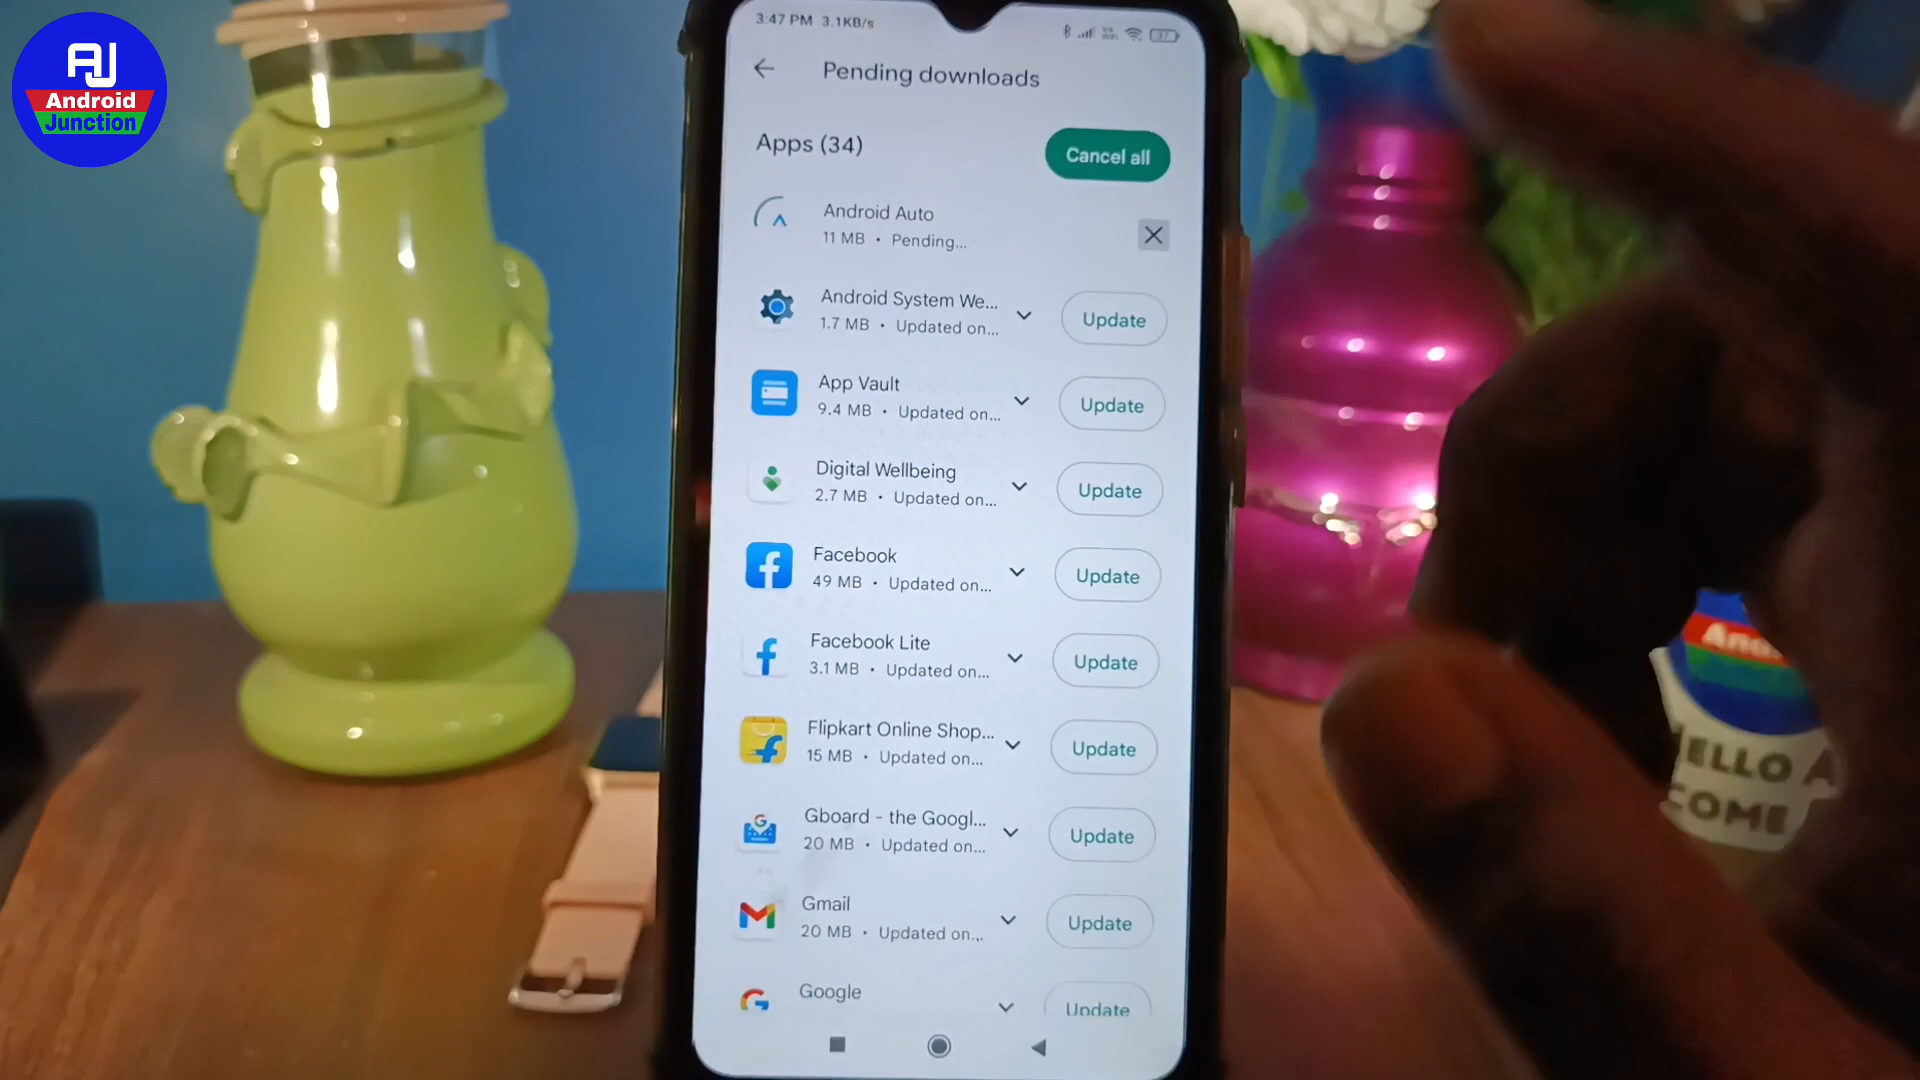 AJ
Android
Junction
3:47 PM 3.1KB/s
37
Pending downloads
Apps (34)
Cancel all
Android Auto
11 MB • Pending...
Android System We...
1.7 MB • Updated on...
Update
App Vault
9.4 MB • Updated on...
Update
Digital Wellbeing
2.7 MB • Updated on...
Update
Facebook
49 MB • Updated on...
Update
Facebook Lite
3.1 MB • Updated on...
Update
Flipkart Online Shop...
15 MB • Updated on...
Update
Gboard - the Googl...
20 MB • Updated on...
Update
Gmail
20 MB • Updated on...
Update
Google
Update